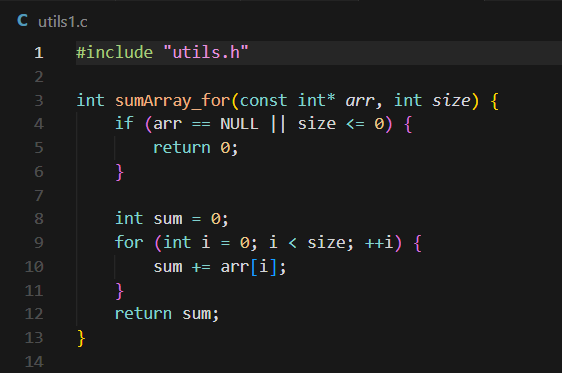 C utils1.c
1 #include "utils.h"
2
3 int sumArray_for(const int* arr, int size) {
4     if (arr == NULL || size <= 0) {
5         return 0;
6     }
7
8     int sum = 0;
9     for (int i = 0; i < size; ++i) {
10         sum += arr[i];
11     }
12     return sum;
13 }
14